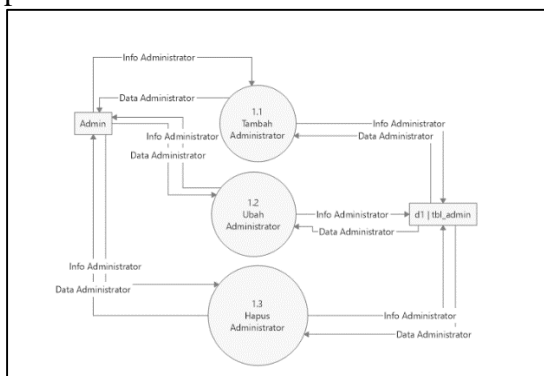 Info Administrator
Data Administrator
1.1
Tambah
Administrator
Admin
Info Administrator
Data Administrator
Info Administrator
Data Administrator
1.2
Ubah
Administrator
Info Administrator
Data Administrator
d1 | tbl_admin
Info Administrator
Data Administrator
1.3
Hapus
Administrator
Info Administrator
Data Administrator